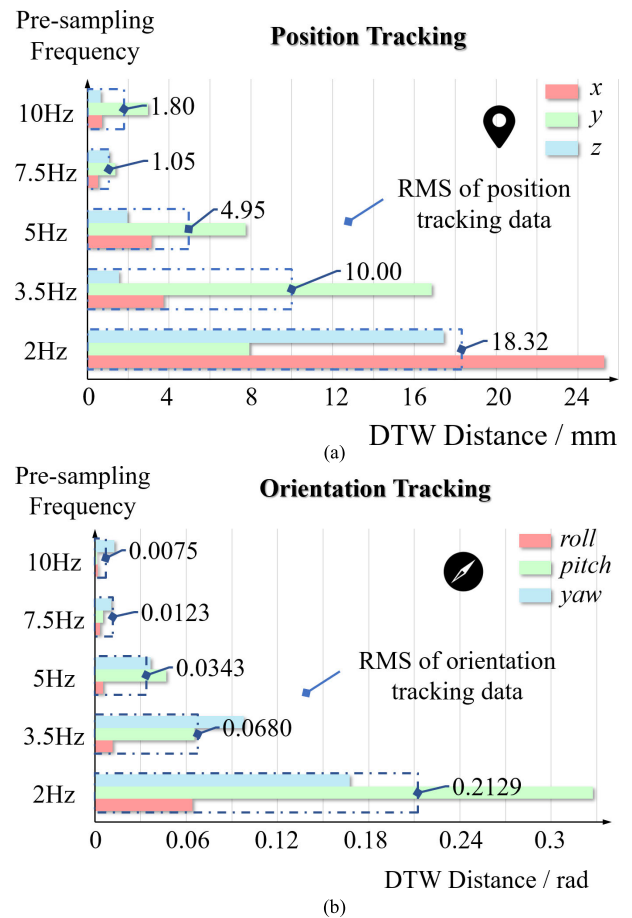 Pre-sampling
Frequency
Position Tracking
x
y
z
10Hz
1.80
7.5Hz
1.05
RMS of position
tracking data
5Hz
4.95
3.5Hz
10.00
2Hz
18.32
0 4 8 12 16 20 24
DTW Distance / mm
(a)
Pre-sampling
Frequency
Orientation Tracking
roll
pitch
yaw
10Hz
0.0075
7.5Hz
0.0123
RMS of orientation
tracking data
5Hz
0.0343
3.5Hz
0.0680
2Hz
0.2129
0 0.06 0.12 0.18 0.24 0.3
DTW Distance / rad
(b)